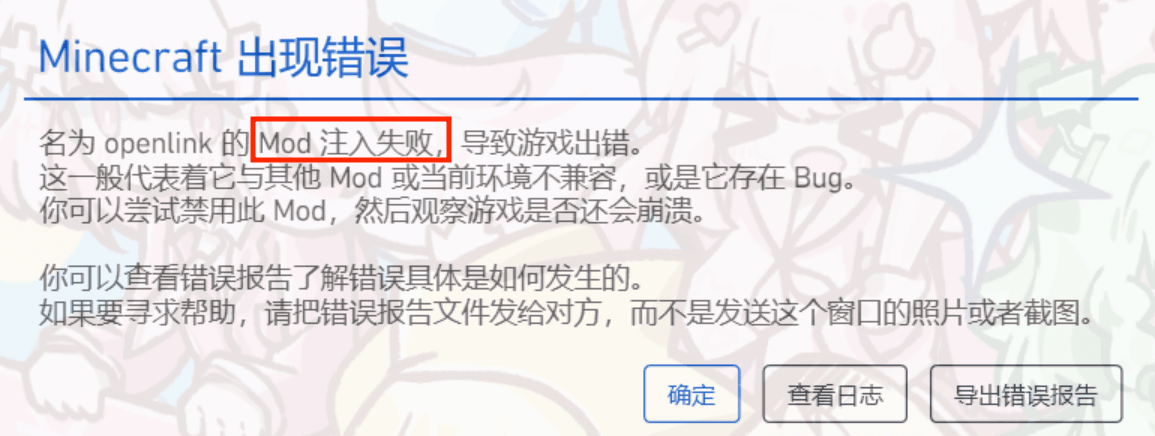 Minecraft 出现错误
名为 openlink 的 Mod 注入失败，导致游戏出错。
这一般代表着它与其他 Mod 或当前环境不兼容，或是它存在 Bug。
你可以尝试禁用此 Mod，然后观察游戏是否还会崩溃。
你可以查看错误报告了解错误具体是如何发生的。
如果要寻求帮助，请把错误报告文件发给对方，而不是发送这个窗口的照片或者截图。
确定 查看日志 导出错误报告